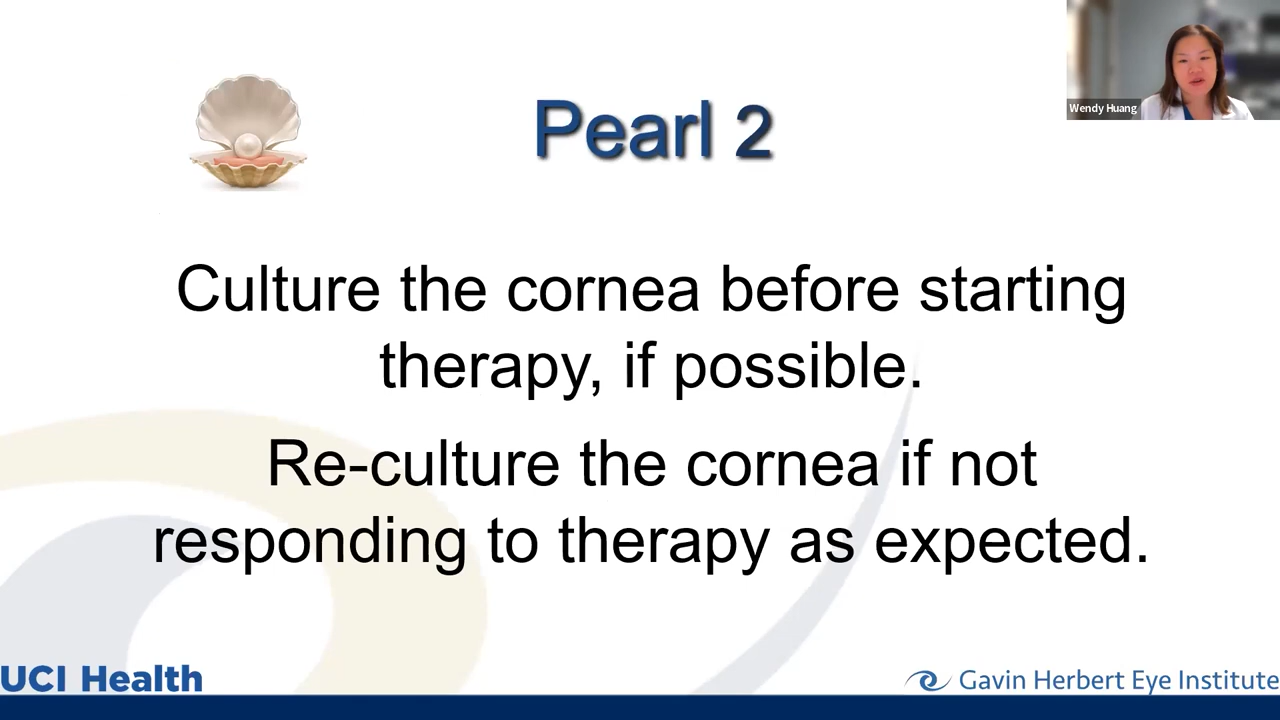 Wendy Huang
Pearl 2
Culture the cornea before starting
therapy, if possible.
Re-culture the cornea if not
responding to therapy as expected.
UCI Health
Gavin Herbert Eye Institute